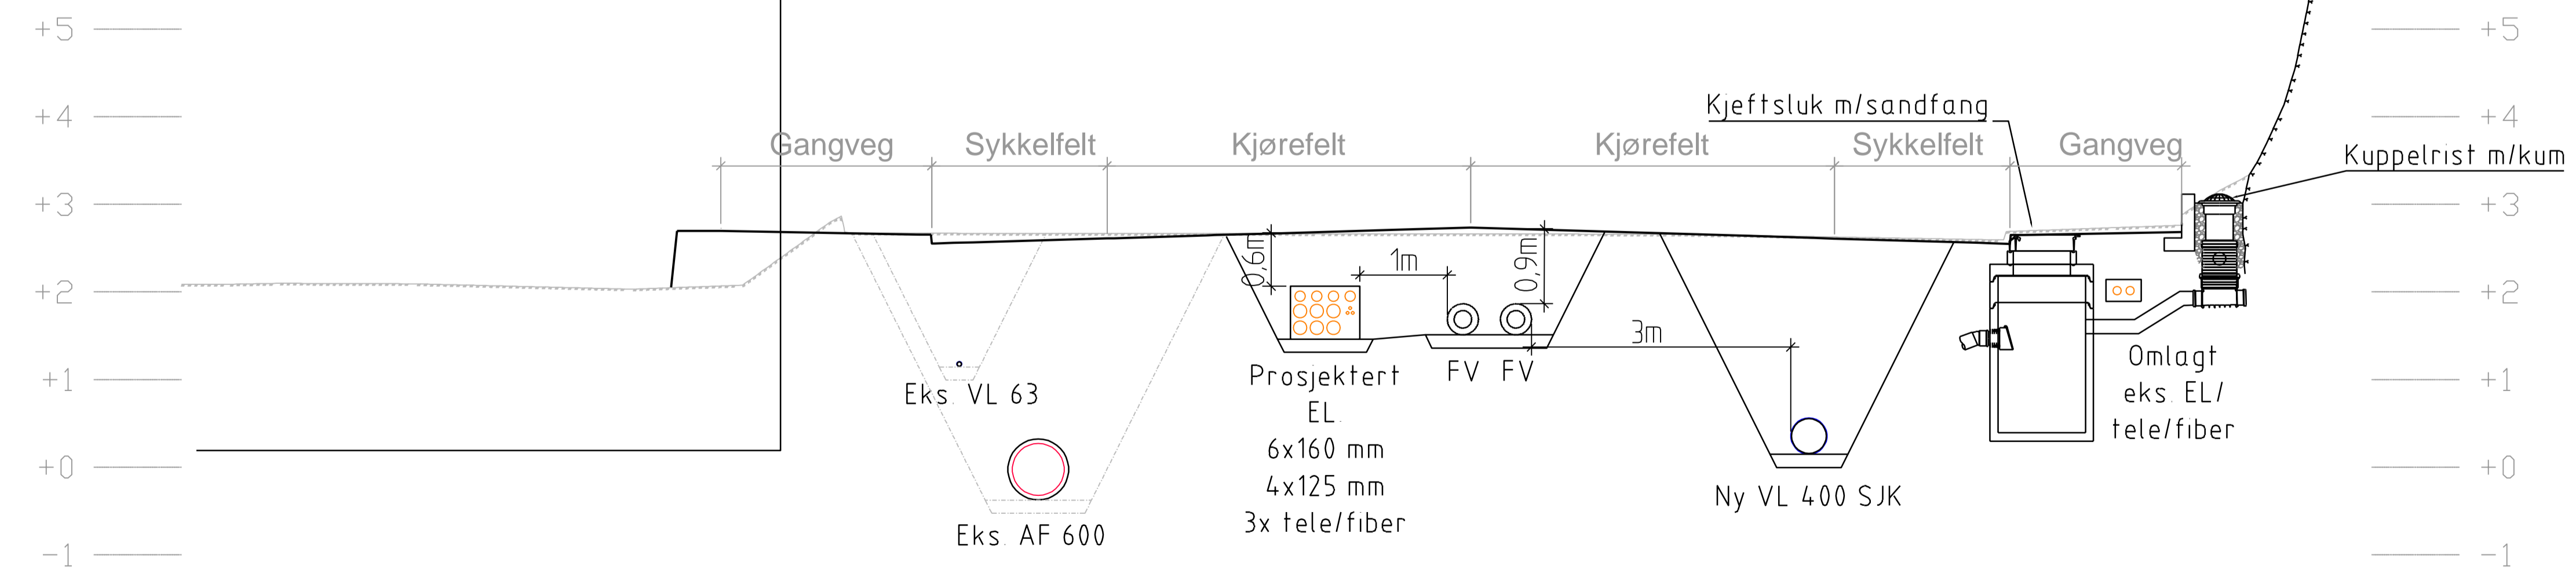 +5
+5
+4
+4
Kjeftsluk m/sandfang
Gangveg
Sykkelfelt
Kjørefelt
Kjørefelt
Sykkelfelt
Gangveg
Kuppelrist m/kum
+3
+3
0,6m
1m
0,9m
+2
+2
3m
+1
+1
Eks. VL 63
Prosjektert
EL.
6x160 mm
4x125 mm
3x tele/fiber
FV
FV
Omlagt
eks. EL/
tele/fiber
+0
+0
Ny VL 400 SJK
Eks. AF 600
-1
-1